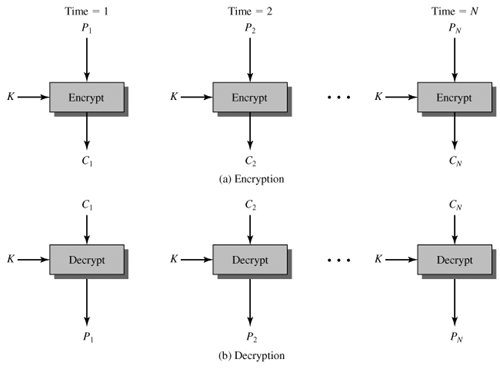 Time = 1 Time = 2 Time = N
P1 P2 PN
K Encrypt K Encrypt • • • K Encrypt
C1 C2 CN
(a) Encryption
C1 C2 CN
K Decrypt K Decrypt • • • K Decrypt
P1 P2 PN
(b) Decryption